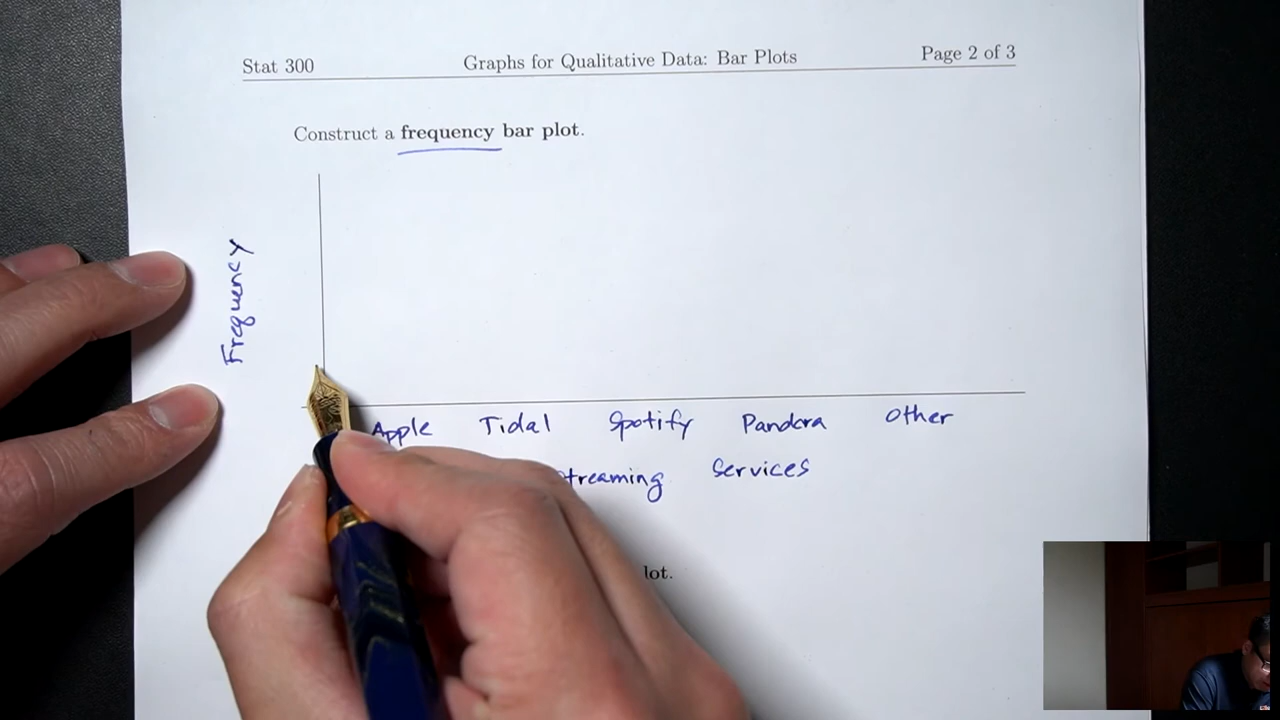 Stat 300 Graphs for Qualitative Data: Bar Plots Page 2 of 3
Construct a frequency bar plot.
Frequency
Apple Tidal Spotify Pandora Other
treaming Services
lot.